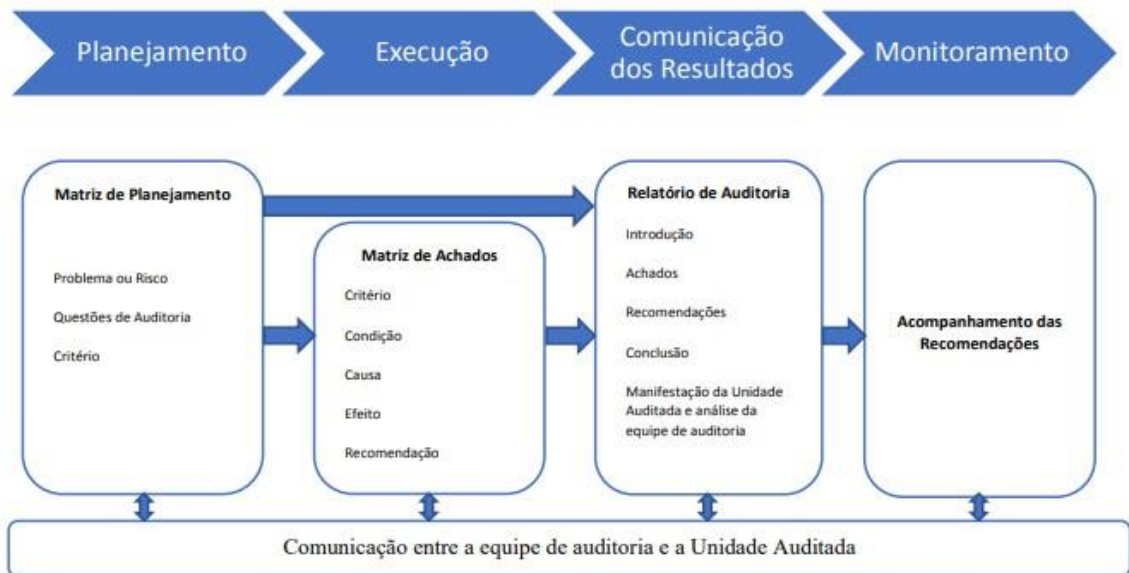 Planejamento
Execução
Comunicação
dos Resultados
Monitoramento
Matriz de Planejamento
Problema ou Risco
Questões de Auditoria
Critério
Matriz de Achados
Critério
Condição
Causa
Efeito
Recomendação
Relatório de Auditoria
Introdução
Achados
Recomendações
Conclusão
Manifestação da Unidade
Auditada e análise da
equipe de auditoria
Acompanhamento das
Recomendações
Comunicação entre a equipe de auditoria e a Unidade Auditada